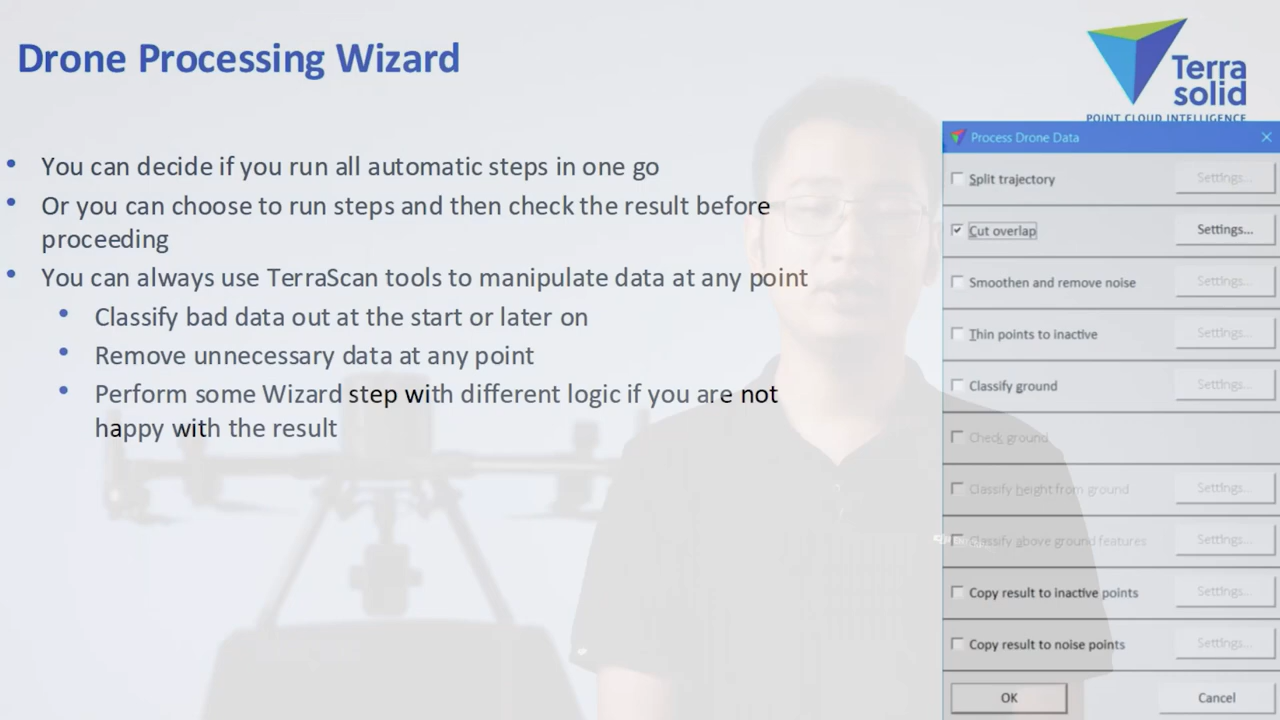 Drone Processing Wizard
Terra
solid
POINT CLOUD INTELLIGENCE
• You can decide if you run all automatic steps in one go
• Or you can choose to run steps and then check the result before
proceeding
• You can always use TerraScan tools to manipulate data at any point
• Classify bad data out at the start or later on
• Remove unnecessary data at any point
• Perform some Wizard step with different logic if you are not
happy with the result
Process Drone Data
Split trajectory Settings...
Cut overlap Settings...
Smoothen and remove noise Settings...
Thin points to inactive Settings...
Classify ground Settings...
Check ground
Classify height from ground Settings...
Classify above ground features Settings...
Copy result to inactive points Settings...
Copy result to noise points Settings...
OK Cancel